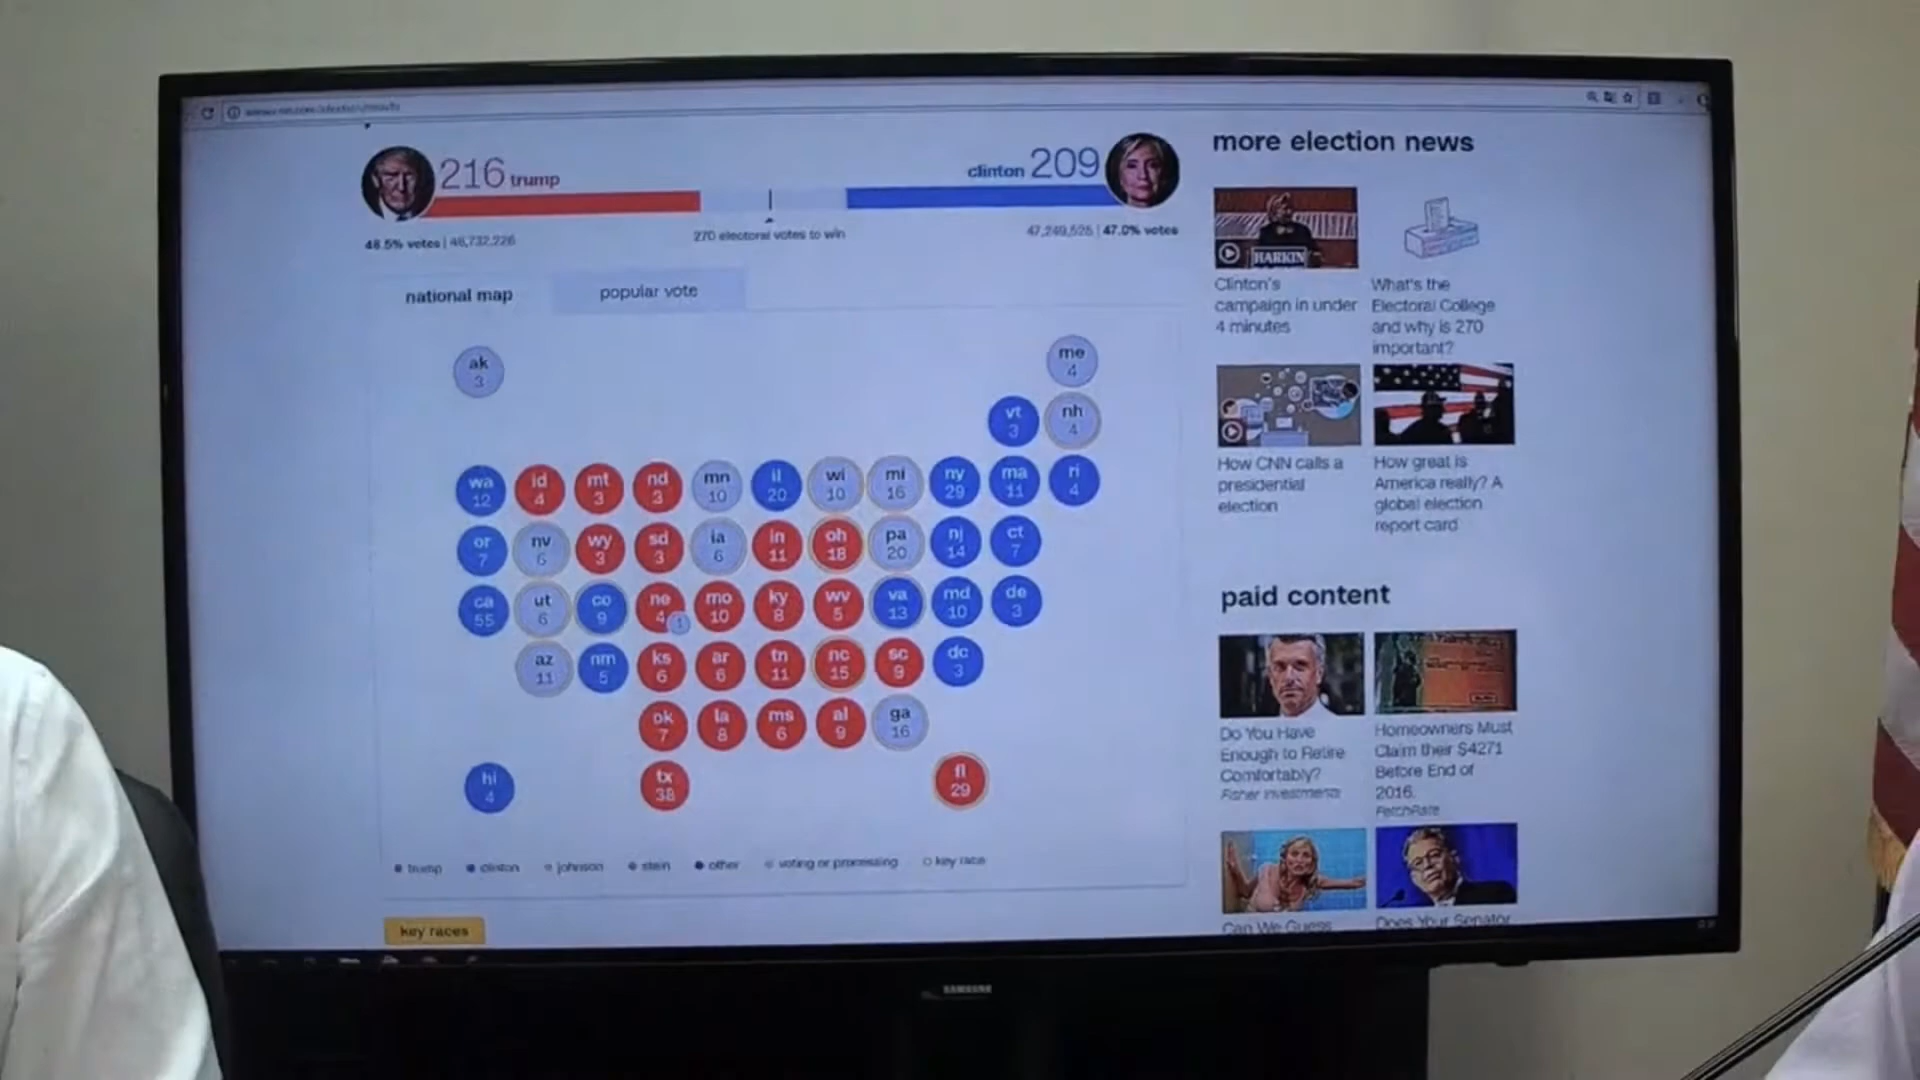 216 trump
clinton 209
48.5% votes | 48,732,226
270 electoral votes to win
47,249,526 | 47.0% votes
national map
popular vote
ak
3
me
4
vt
3
nh
4
wa
12
id
4
mt
3
nd
3
mn
10
il
20
wi
10
mi
16
ny
29
ma
11
ri
4
or
7
nv
6
wy
3
sd
3
ia
6
in
11
oh
18
pa
20
nj
14
ct
7
ca
55
ut
6
co
9
ne
4
1
mo
10
ky
8
wv
5
va
13
md
10
de
3
az
11
nm
5
ks
6
ar
6
tn
11
nc
15
sc
9
dc
3
ok
7
la
8
ms
6
al
9
ga
16
hi
4
tx
38
fl
29
trump
clinton
johnson
stein
other
voting or processing
key race
key races
more election news
HARKIN
Clinton's
campaign in under
4 minutes
What's the
Electoral College
and why is 270
important?
How CNN calls a
presidential
election
How great is
America really? A
global election
report card
paid content
Do You Have
Enough to Retire
Comfortably?
Fisher Investments
Homeowners Must
Claim their $4271
Before End of
2016.
FetchRate
Can We Guess
Does Your Senator
SAMSUNG